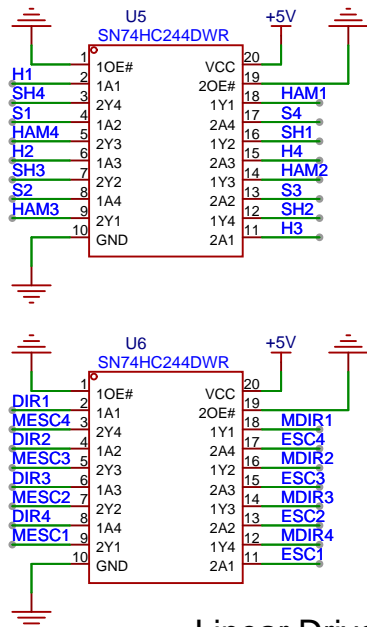 U5 +5V
SN74HC244DWR
1 1OE# VCC 20
H1 2 1A1 2OE# 19
SH4 3 2Y4 1Y1 18 HAM1
S1 4 1A2 2A4 17 S4
HAM4 5 2Y3 1Y2 16 SH1
H2 6 1A3 2A3 15 H4
SH3 7 2Y2 1Y3 14 HAM2
S2 8 1A4 2A2 13 S3
HAM3 9 2Y1 1Y4 12 SH2
10 GND 2A1 11 H3
U6 +5V
SN74HC244DWR
1 1OE# VCC 20
DIR1 2 1A1 2OE# 19
MESC4 3 2Y4 1Y1 18 MDIR1
DIR2 4 1A2 2A4 17 ESC4
MESC3 5 2Y3 1Y2 16 MDIR2
DIR3 6 1A3 2A3 15 ESC3
MESC2 7 2Y2 1Y3 14 MDIR3
DIR4 8 1A4 2A2 13 ESC2
MESC1 9 2Y1 1Y4 12 MDIR4
10 GND 2A1 11 ESC1
Linear Driv